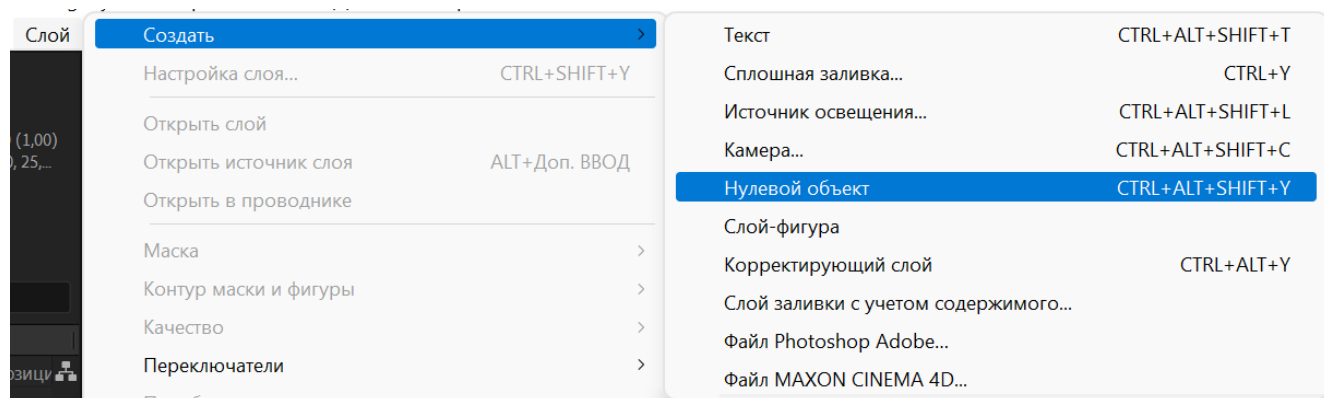 Слой
Создать
Настройка слоя... CTRL+SHIFT+Y
Открыть слой
Открыть источник слоя ALT+Доп. ВВОД
Открыть в проводнике
Маска
Контур маски и фигуры
Качество
Переключатели
Текст CTRL+ALT+SHIFT+T
Сплошная заливка... CTRL+Y
Источник освещения... CTRL+ALT+SHIFT+L
Камера... CTRL+ALT+SHIFT+C
Нулевой объект CTRL+ALT+SHIFT+Y
Слой-фигура
Корректирующий слой CTRL+ALT+Y
Слой заливки с учетом содержимого...
Файл Photoshop Adobe...
Файл MAXON CINEMA 4D...
(1,00)
, 25,...